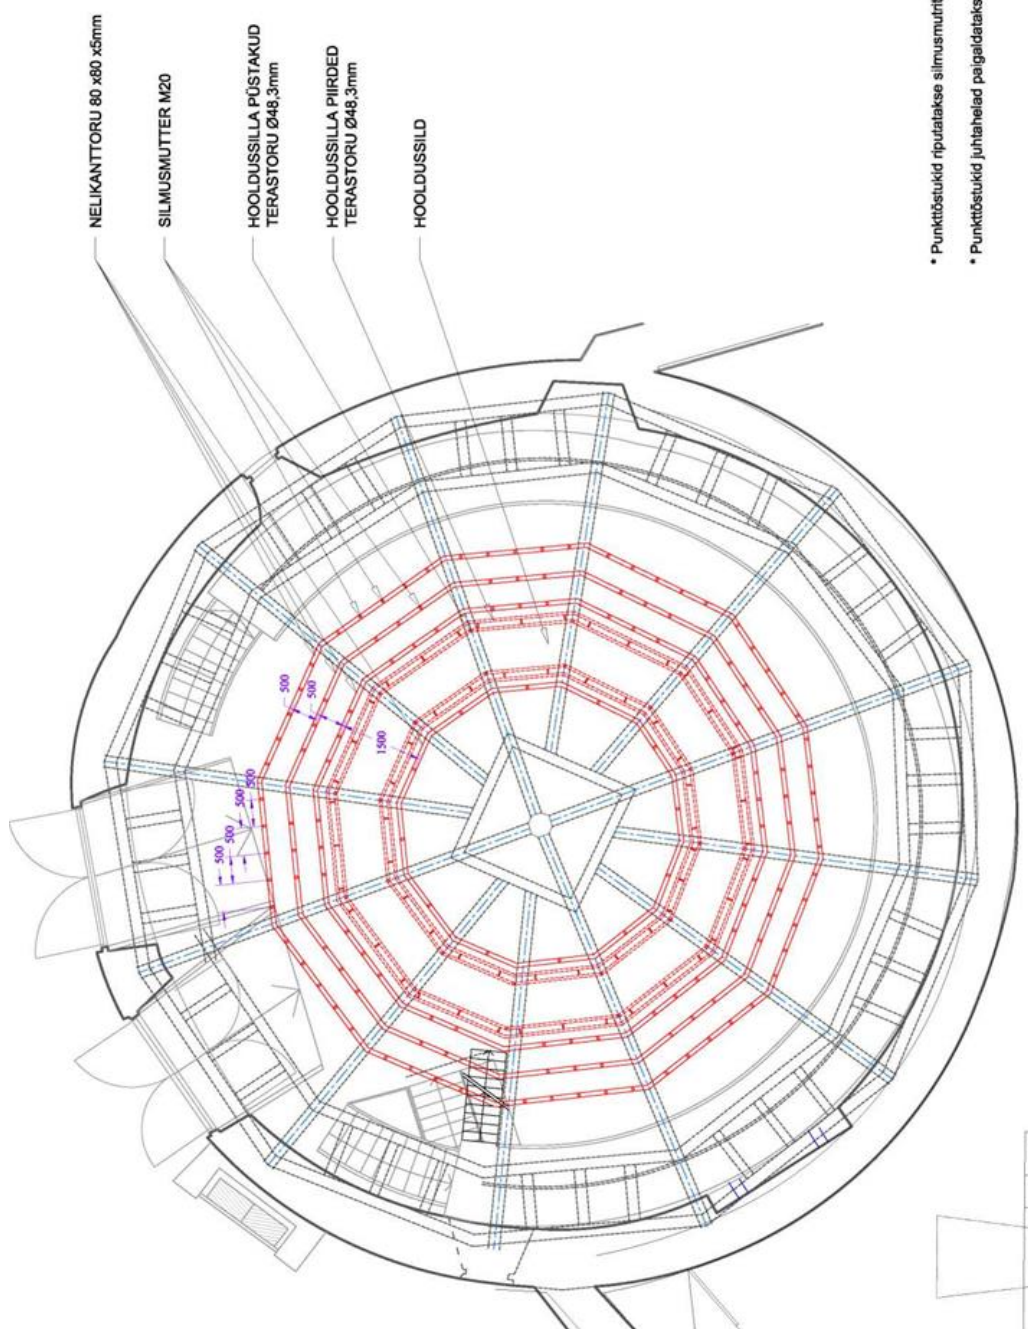 NELIKANTTORU 80 x80 x5mm
SILMUSMUTTER M20
HOOLDUSSILLA PÜSTAKUD
TERASTORU Ø48,3mm
HOOLDUSSILLA PIIRDED
TERASTORU Ø48,3mm
HOOLDUSSILD
* Punkttõstukid riputatakse silmusmutrit
* Punkttõstukid juhtahelad paigaldataks
500
500
1500
500
500
500
500